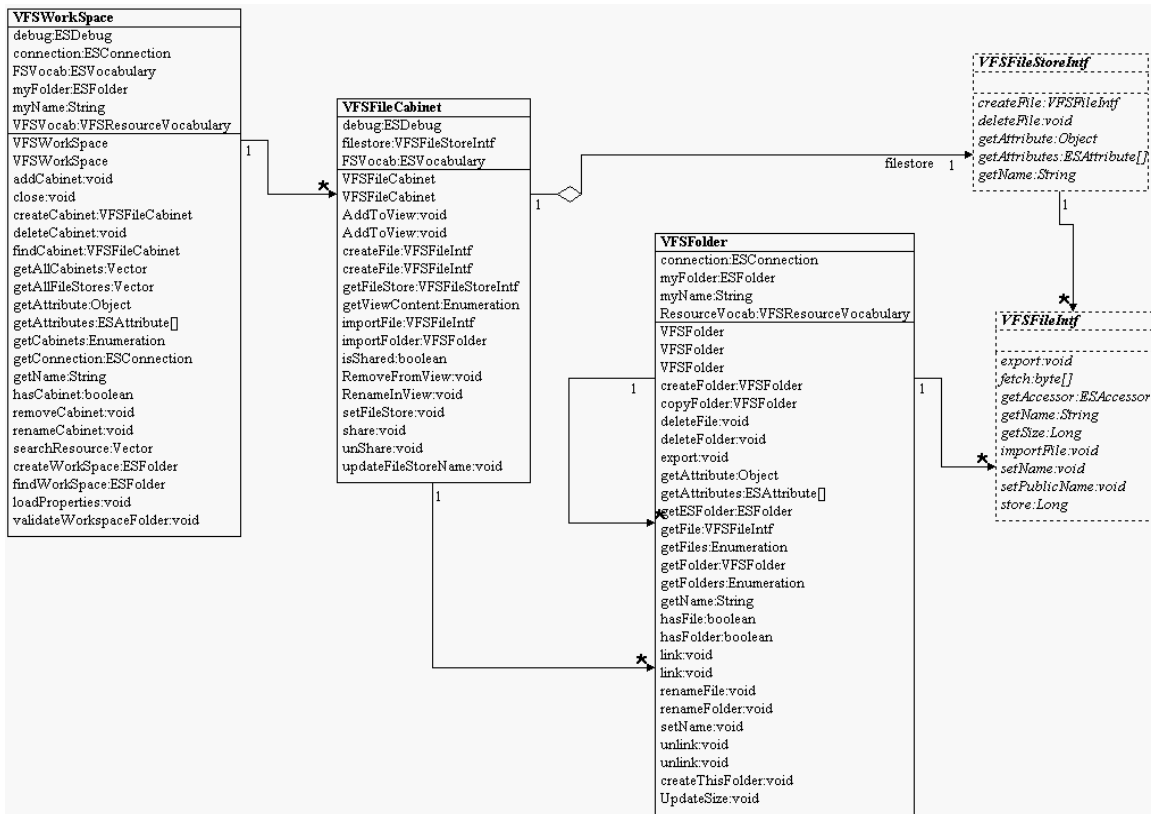 VFSWorkSpace
debug:ESDebug
connection:ESConnection
FSVocab:ESVocabulary
myFolder:ESFolder
myName:String
VFSVocab:VFSResourceVocabulary
VFSWorkSpace
VFSWorkSpace
addCabinet:void
close:void
createCabinet:VFSFileCabinet
deleteCabinet:void
findCabinet:VFSFileCabinet
getAllCabinets:Vector
getAllFileStores:Vector
getAttribute:Object
getAttributes:ESAttribute[]
getCabinets:Enumeration
getConnection:ESConnection
getName:String
hasCabinet:boolean
removeCabinet:void
renameCabinet:void
searchResource:Vector
createWorkSpace:ESFolder
findWorkSpace:ESFolder
loadProperties:void
validateWorkspaceFolder:void
1
*
VFSFileCabinet
debug:ESDebug
filestore:VFSFileStoreIntf
FSVocab:ESVocabulary
VFSFileCabinet
VFSFileCabinet
AddToView:void
AddToView:void
createFile:VFSFileIntf
createFile:VFSFileIntf
getFileStore:VFSFileStoreIntf
getViewContent:Enumeration
importFile:VFSFileIntf
importFolder:VFSFolder
isShared:boolean
RemoveFromView:void
RenameInView:void
setFileStore:void
share:void
unShare:void
updateFileStoreName:void
1
filestore 1
1
*
VFSFolder
connection:ESConnection
myFolder:ESFolder
myName:String
ResourceVocab:VFSResourceVocabulary
VFSFolder
VFSFolder
VFSFolder
createFolder:VFSFolder
copyFolder:VFSFolder
deleteFile:void
deleteFolder:void
export:void
getAttribute:Object
getAttributes:ESAttribute[]
getESFolder:ESFolder
getFile:VFSFileIntf
getFiles:Enumeration
getFolder:VFSFolder
getFolders:Enumeration
getName:String
hasFile:boolean
hasFolder:boolean
link:void
link:void
renameFile:void
renameFolder:void
setName:void
unlink:void
unlink:void
createThisFolder:void
UpdateSize:void
1
*
1
*
VFSFileStoreIntf
createFile:VFSFileIntf
deleteFile:void
getAttribute:Object
getAttributes:ESAttribute[]
getName:String
1
*
VFSFileIntf
export:void
fetch:byte[]
getAccessor:ESAccessor
getName:String
getSize:Long
importFile:void
setName:void
setPublicName:void
store:Long